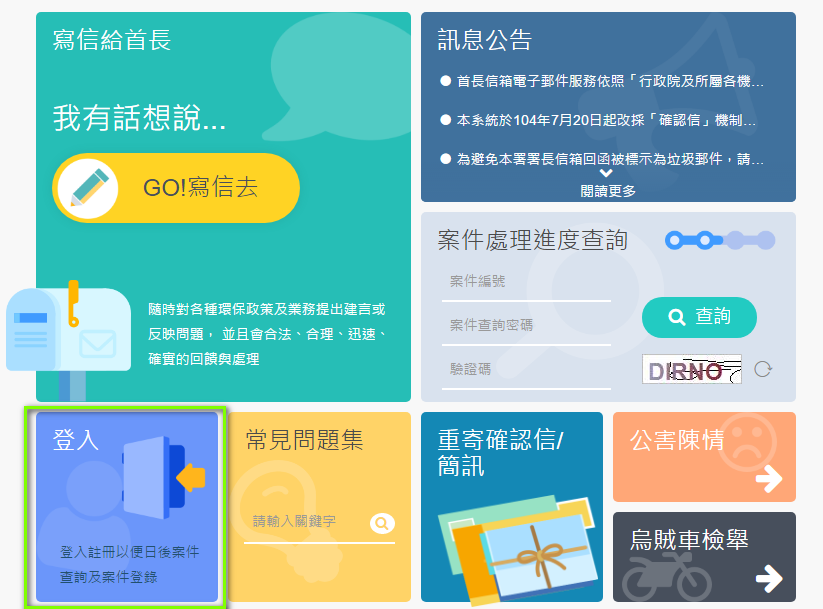 寫信給首長
我有話想說...
GO!寫信去
隨時對各種環保政策及業務提出建言或
反映問題， 並且會合法、合理、迅速、
確實的回饋與處理
訊息公告
首長信箱電子郵件服務依照「行政院及所屬各機...
本系統於104年7月20日起改採「確認信」機制...
為避免本署署長信箱回函被標示為垃圾郵件，請...
閱讀更多
案件處理進度查詢
案件編號
案件查詢密碼
查詢
驗證碼
DIRNO
登入
登入註冊以便日後案件
查詢及案件登錄
常見問題集
請輸入關鍵字
重寄確認信/
簡訊
公害陳情
烏賊車檢舉